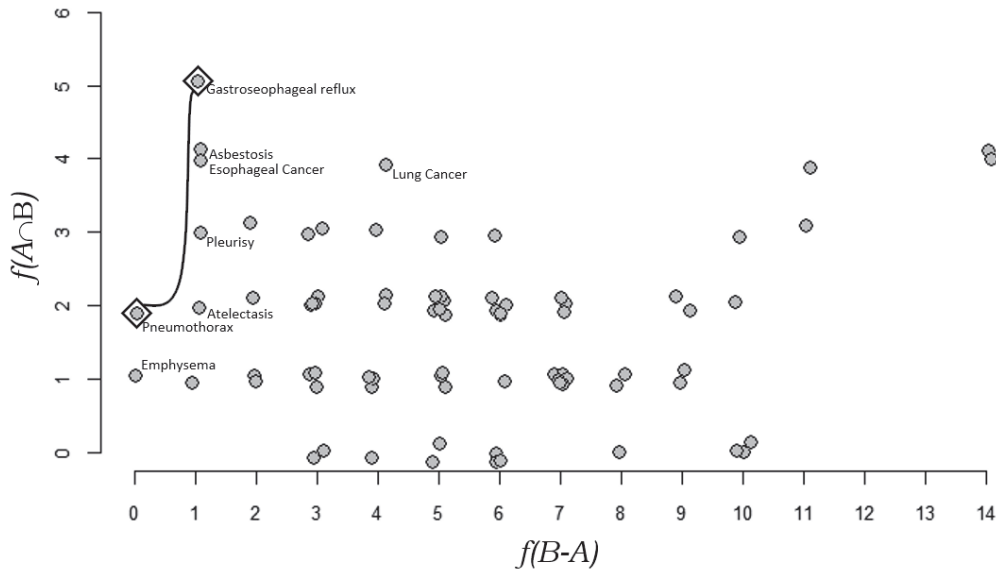 6
5
4
3
2
1
0
f(A∩B)
Gastroseophageal reflux
Asbestosis
Esophageal Cancer
Lung Cancer
Pleurisy
Atelectasis
Pneumothorax
Emphysema
0 1 2 3 4 5 6 7 8 9 10 11 12 13 14
f(B-A)